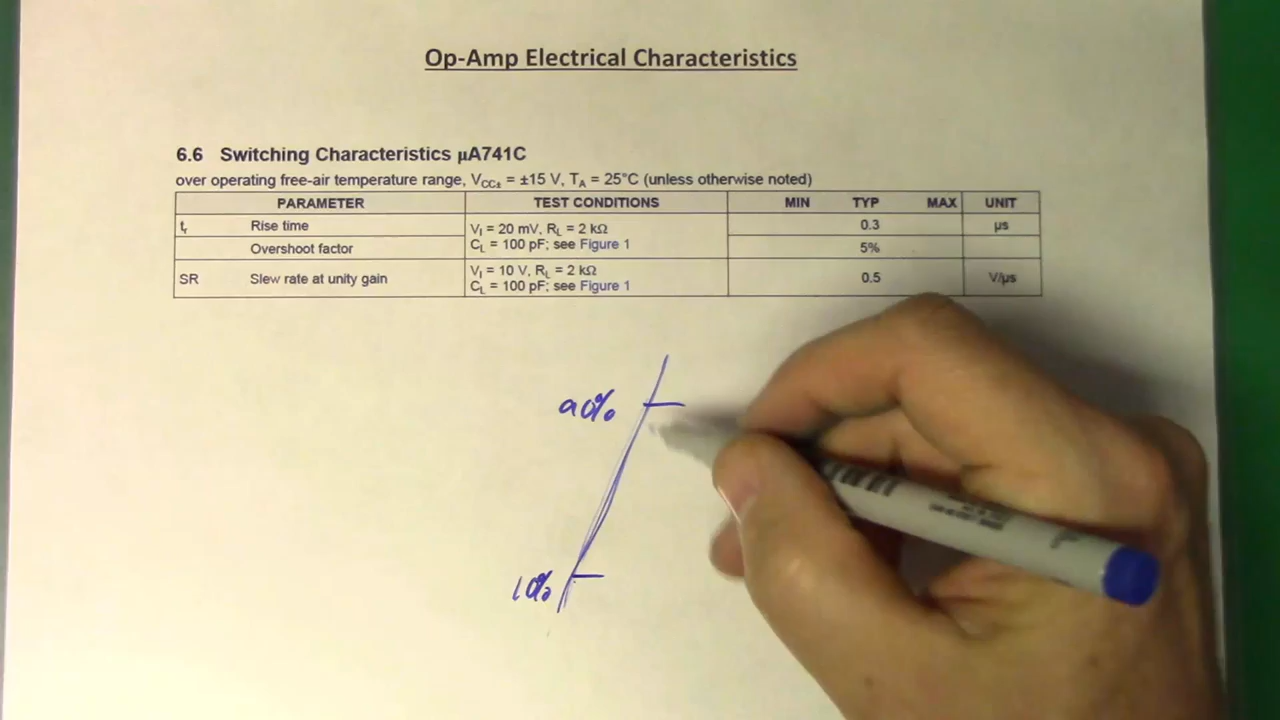 Op-Amp Electrical Characteristics
6.6 Switching Characteristics μA741C
over operating free-air temperature range, VCC± = ±15 V, TA = 25°C (unless otherwise noted)
PARAMETER TEST CONDITIONS MIN TYP MAX UNIT
tr Rise time VI = 20 mV, RL = 2 kΩ 0.3 μs
Overshoot factor CL = 100 pF; see Figure 1 5%
SR Slew rate at unity gain VI = 10 V, RL = 2 kΩ 0.5 V/μs
CL = 100 pF; see Figure 1
90%
10%